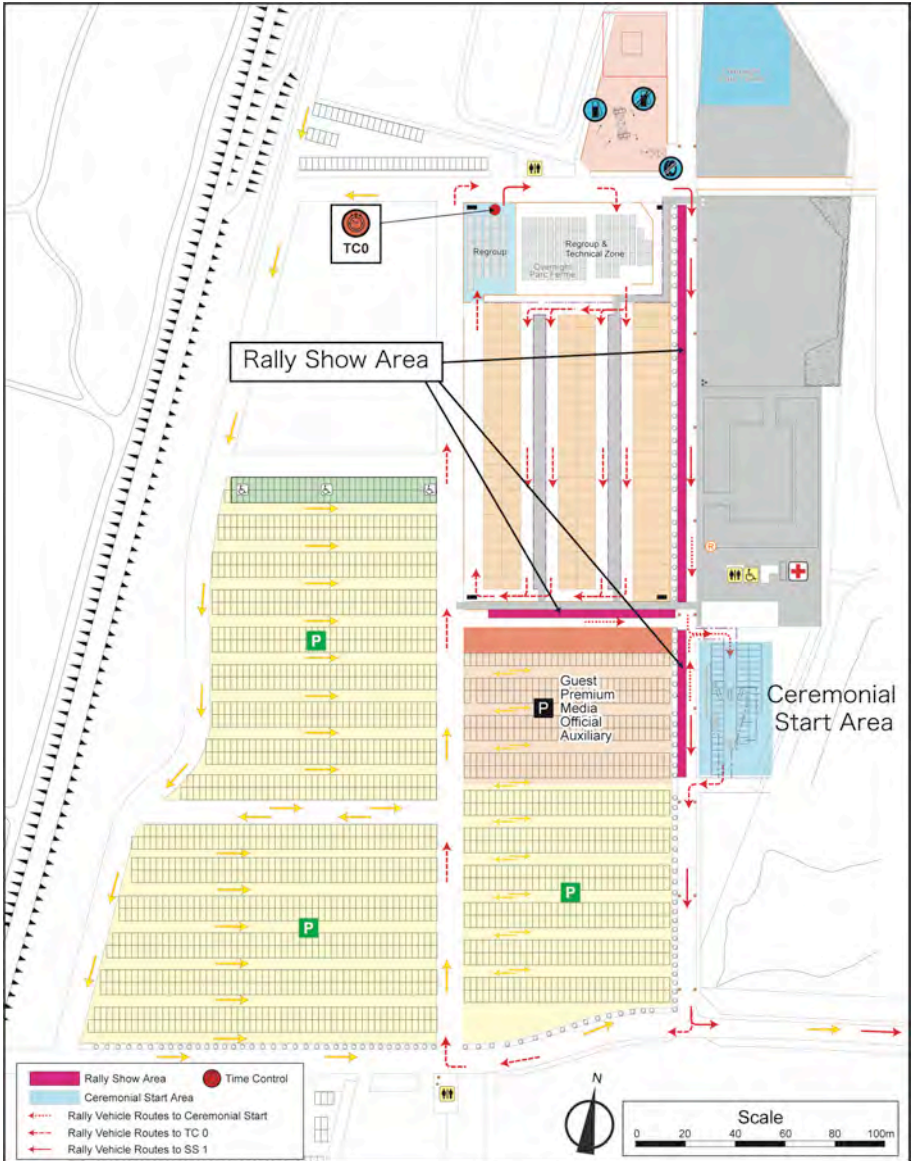 TC0
Regroup
Regroup &
Technical Zone
Overnight
Parc Ferme
Rally Show Area
R
P
Guest
Premium
Media
Official
Auxiliary
P
Ceremonial
Start Area
P
P
Rally Show Area
Time Control
Ceremonial Start Area
Rally Vehicle Routes to Ceremonial Start
Rally Vehicle Routes to TC 0
Rally Vehicle Routes to SS 1
N
Scale
0 20 40 60 80 100m